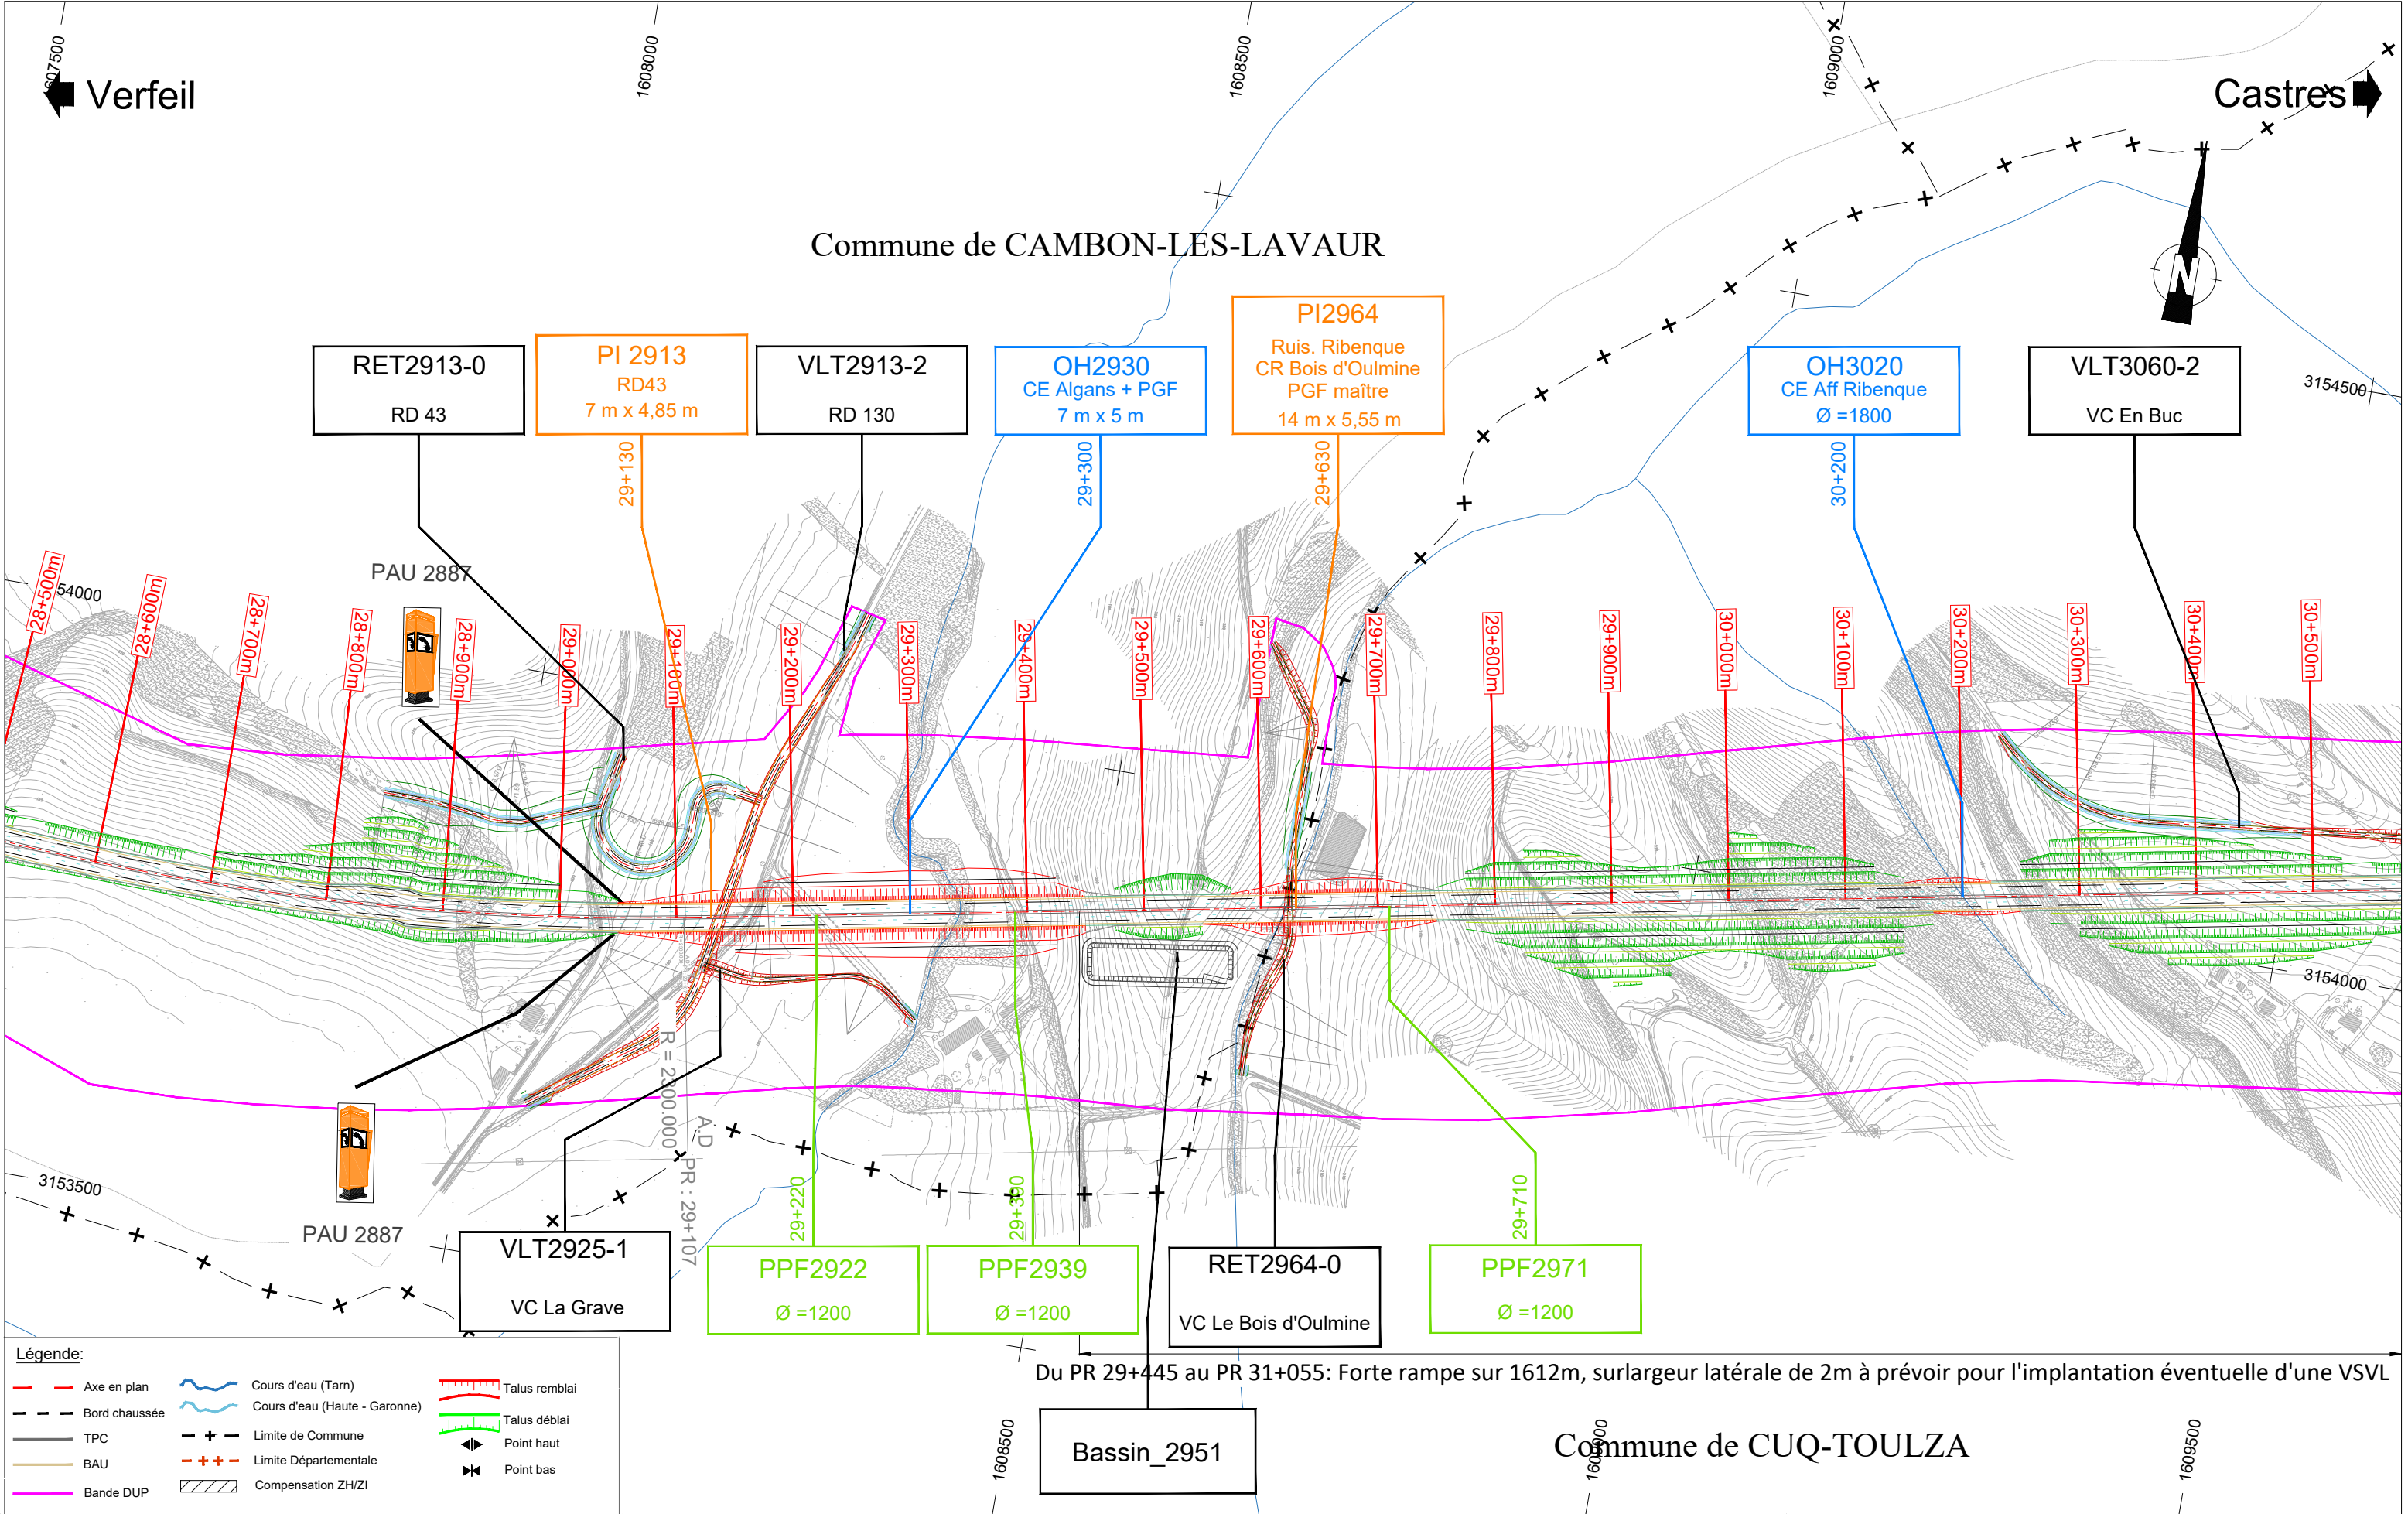 1607500
1608000
1608500
1609000
Verfeil
Castres
Commune de CAMBON-LES-LAVAUR
N
RET2913-0
RD 43
PI 2913
RD43
7 m x 4,85 m
VLT2913-2
RD 130
OH2930
CE Algans + PGF
7 m x 5 m
PI2964
Ruis. Ribenque
CR Bois d'Oulmine
PGF maître
14 m x 5,55 m
OH3020
CE Aff Ribenque
Ø =1800
VLT3060-2
VC En Buc
3154500
29+130
29+300
29+630
30+200
PAU 2887
54000
28+500m
28+600m
28+700m
28+800m
28+900m
29+000m
29+100m
29+200m
29+300m
29+400m
29+500m
29+600m
29+700m
29+800m
29+900m
30+000m
30+100m
30+200m
30+300m
30+400m
30+500m
3154000
R = 2300.000
A.D
PR : 29+107
3153500
PAU 2887
29+220
29+390
29+710
VLT2925-1
VC La Grave
PPF2922
Ø =1200
PPF2939
Ø =1200
RET2964-0
VC Le Bois d'Oulmine
PPF2971
Ø =1200
Du PR 29+445 au PR 31+055: Forte rampe sur 1612m, surlargeur latérale de 2m à prévoir pour l'implantation éventuelle d'une VSVL
Bassin_2951
Commune de CUQ-TOULZA
1608500
1609000
1609500
Légende:
Axe en plan
Bord chaussée
TPC
BAU
Bande DUP
Cours d'eau (Tarn)
Cours d'eau (Haute - Garonne)
Limite de Commune
Limite Départementale
Compensation ZH/ZI
Talus remblai
Talus déblai
Point haut
Point bas